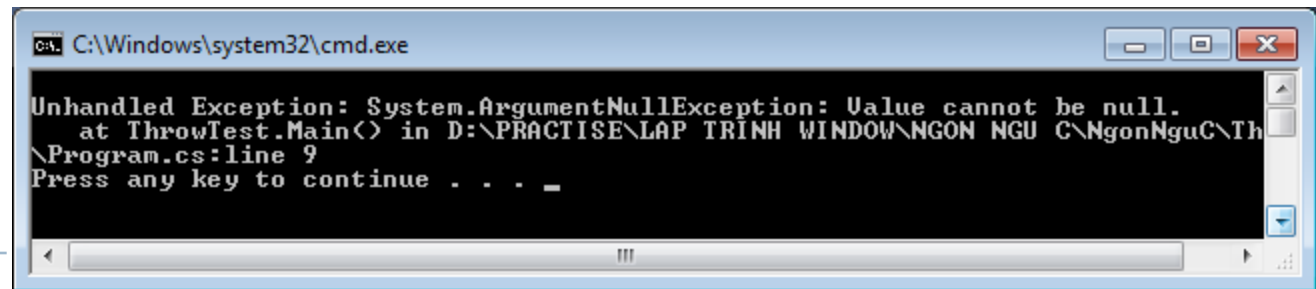 C:\Windows\system32\cmd.exe
Unhandled Exception: System.ArgumentNullException: Value cannot be null.
   at ThrowTest.Main() in D:\PRACTISE\LAP TRINH WINDOW\NGON NGU C\NgonNguC\Th
\Program.cs:line 9
Press any key to continue . . . _